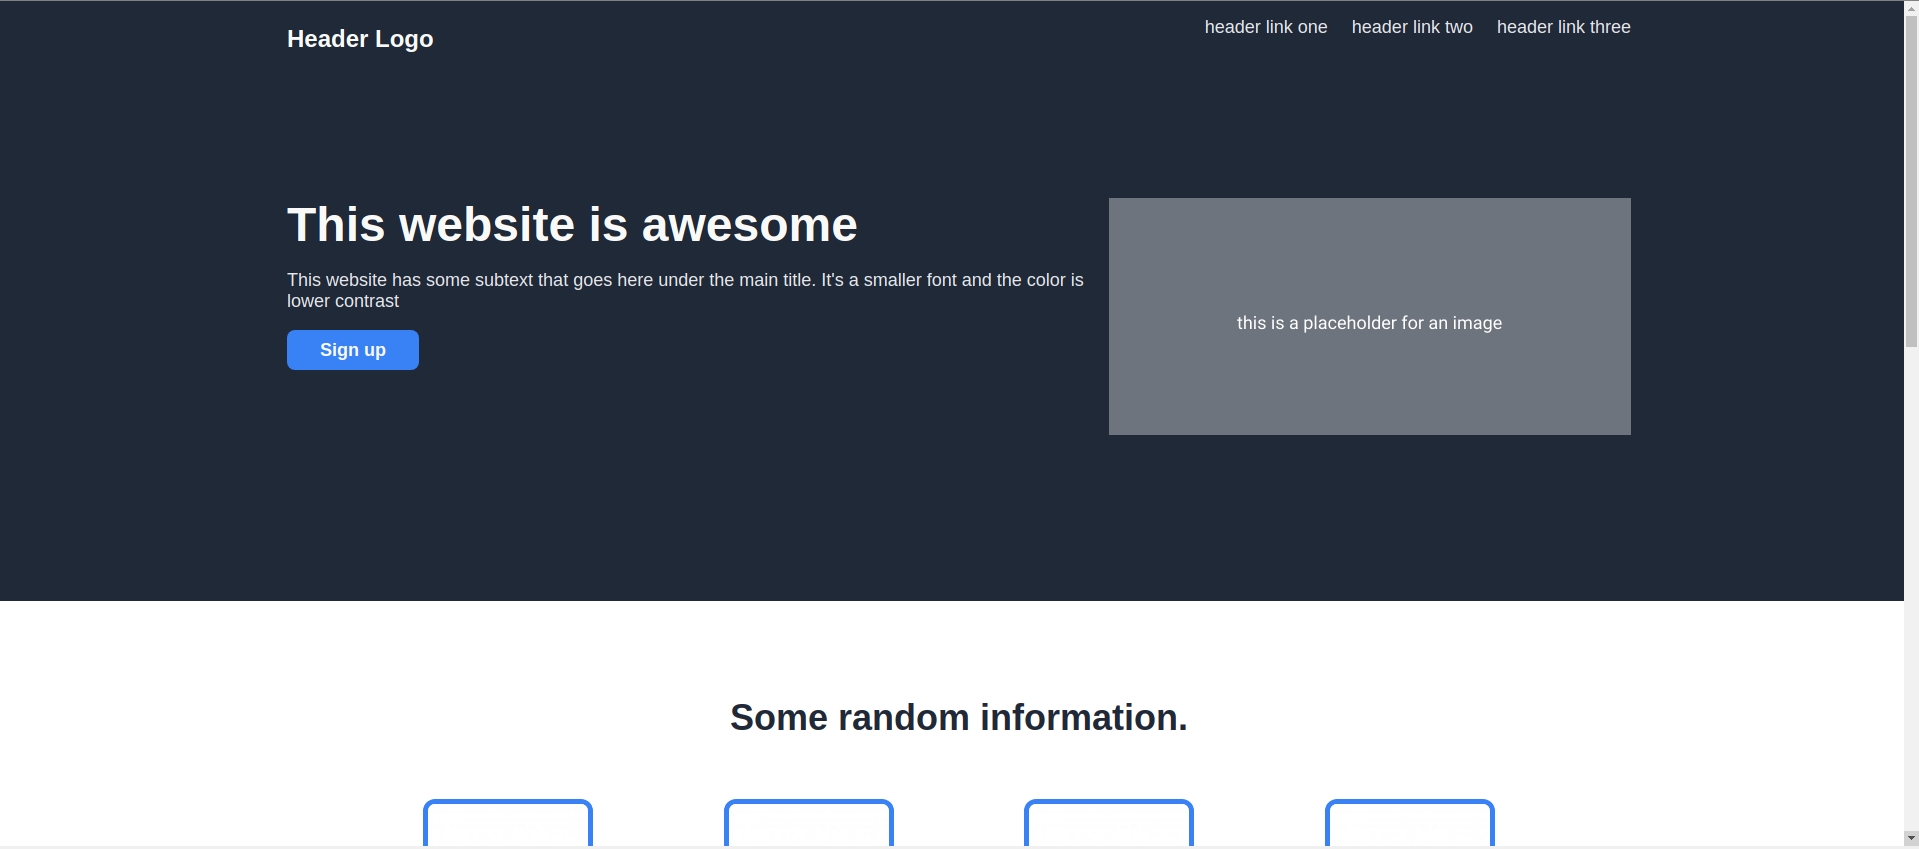 Header Logo
header link one
header link two
header link three
This website is awesome
This website has some subtext that goes here under the main title. It's a smaller font and the color is
lower contrast
Sign up
this is a placeholder for an image
Some random information.